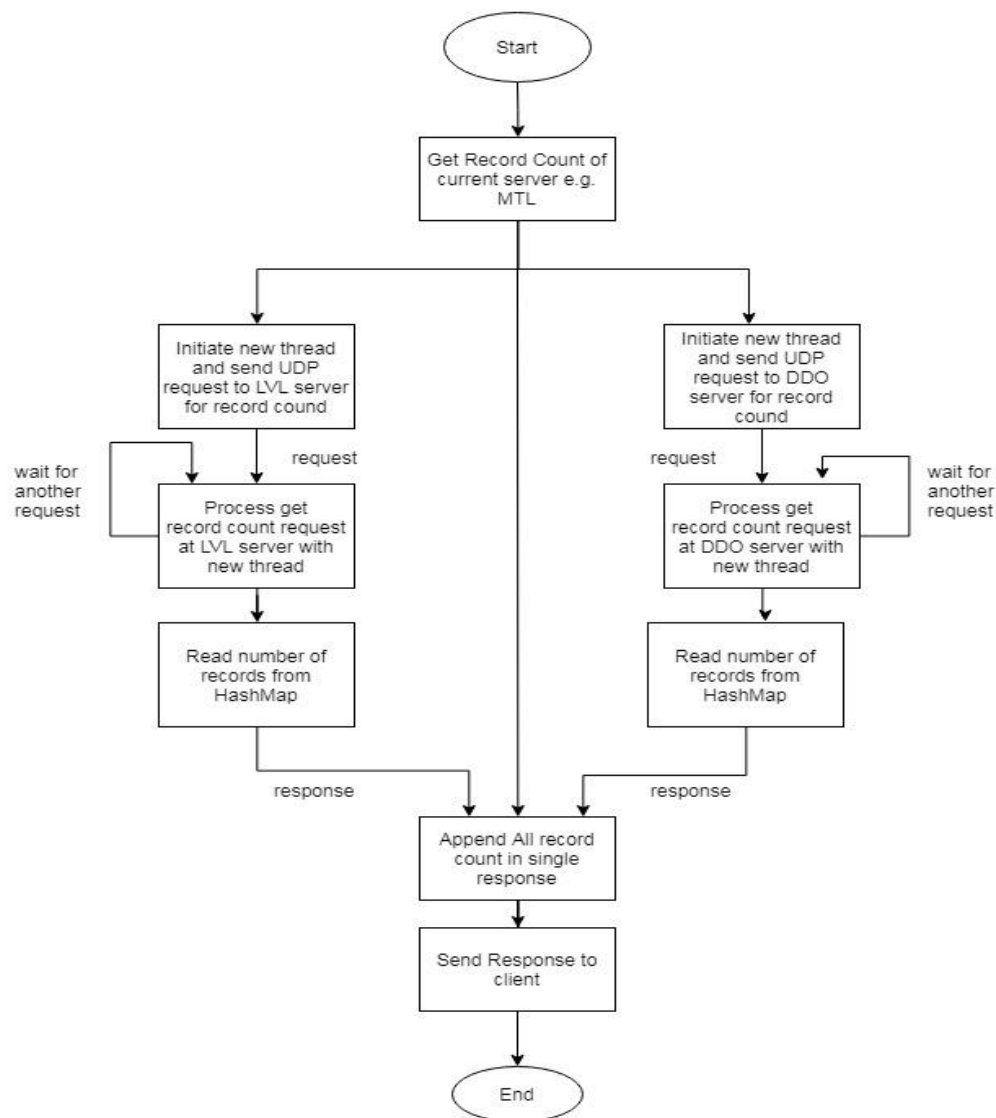 Start
Get Record Count of
current server e.g.
MTL
Initiate new thread
and send UDP
request to LVL server
for record cound
Initiate new thread
and send UDP
request to DDO
server for record
cound
request
request
wait for
another
request
wait for
another
request
Process get
record count request
at LVL server with
new thread
Process get
record count request
at DDO server with
new thread
Read number of
records from
HashMap
Read number of
records from
HashMap
response
response
Append All record
count in single
response
Send Response to
client
End